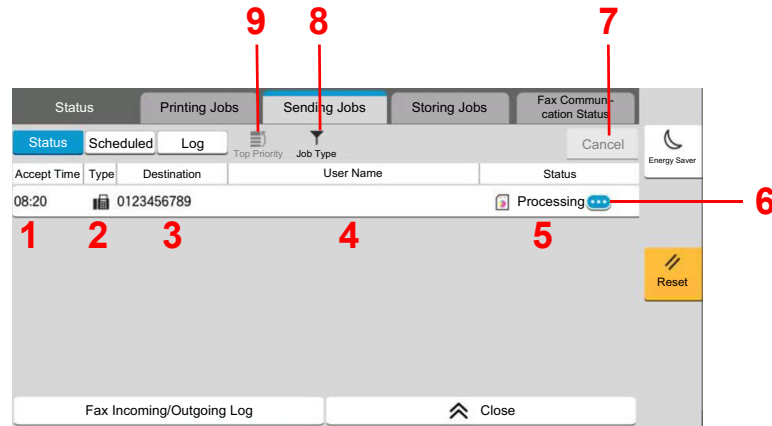 9 8 7
Status Printing Jobs Sending Jobs Storing Jobs Fax Communi-
cation Status
Status Scheduled Log Top Priority Job Type Cancel Energy Saver
Accept Time Type Destination User Name Status
08:20 0123456789 Processing 6
1 2 3 4 5
Reset
Fax Incoming/Outgoing Log Close